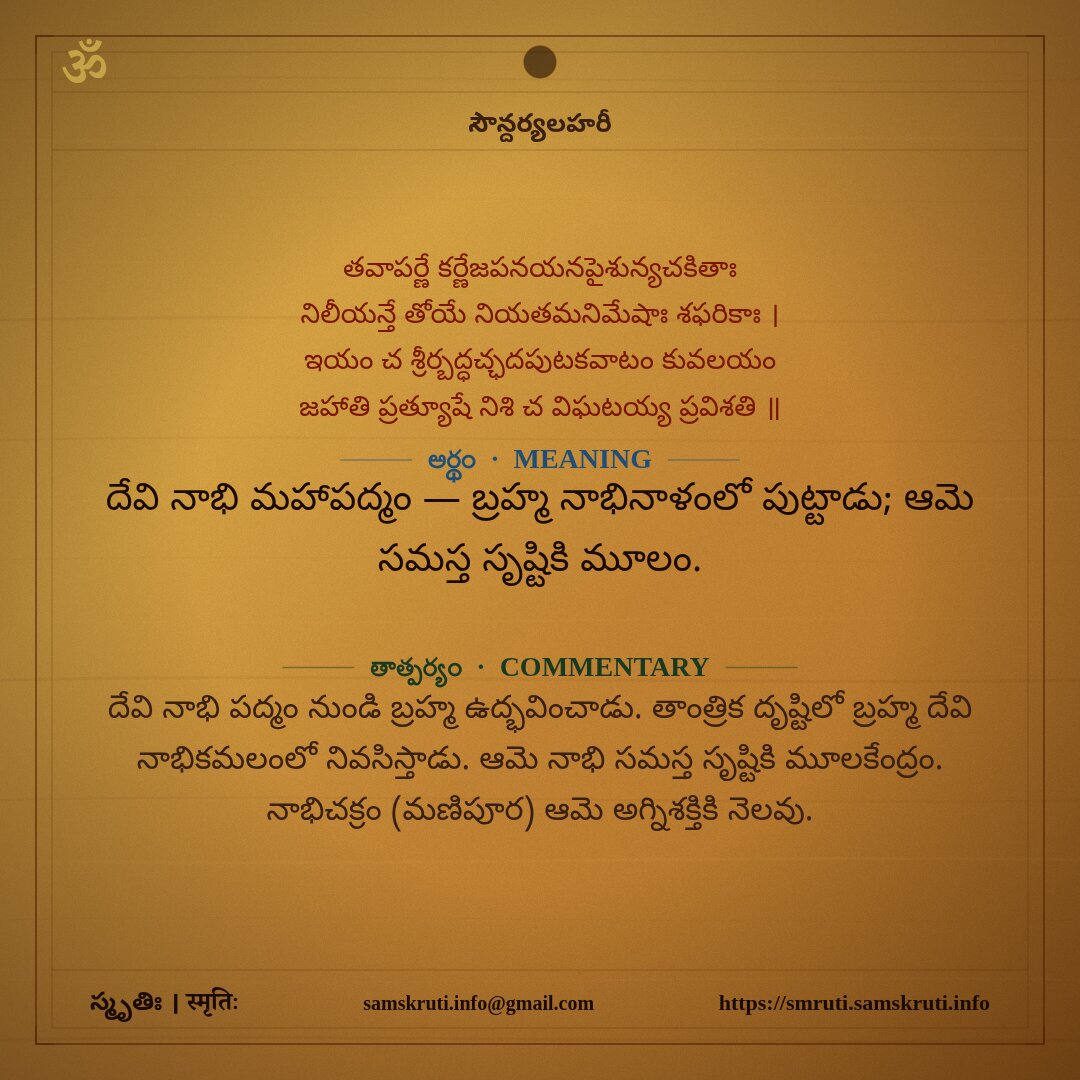 ॐ
సౌన్దర్యలహరీ
తవాపర్ణే కర్ణేజపనయనపైశున్యచకితాః
నిలీయన్తే తోయే నియతమనిమేషాః శఫరికాః |
ఇయం చ శ్రీర్బద్ధచ్ఛదపుటకవాటం కువలయం
జహాతి ప్రత్యూషే నిశి చ విఘటయ్య ప్రవిశతి ||
అర్థం · MEANING
దేవి నాభి మహాపద్మం — బ్రహ్మ నాభినాళంలో పుట్టాడు; ఆమె
సమస్త సృష్టికి మూలం.
తాత్పర్యం · COMMENTARY
దేవి నాభి పద్మం నుండి బ్రహ్మ ఉద్భవించాడు. తాంత్రిక దృష్టిలో బ్రహ్మ దేవి
నాభికమలంలో నివసిస్తాడు. ఆమె నాభి సమస్త సృష్టికి మూలకేంద్రం.
నాభిచక్రం (మణిపూర) ఆమె అగ్నిశక్తికి నెలవు.
స్మృతిః | स्मृतिः samskruti.info@gmail.com https://smruti.samskruti.info